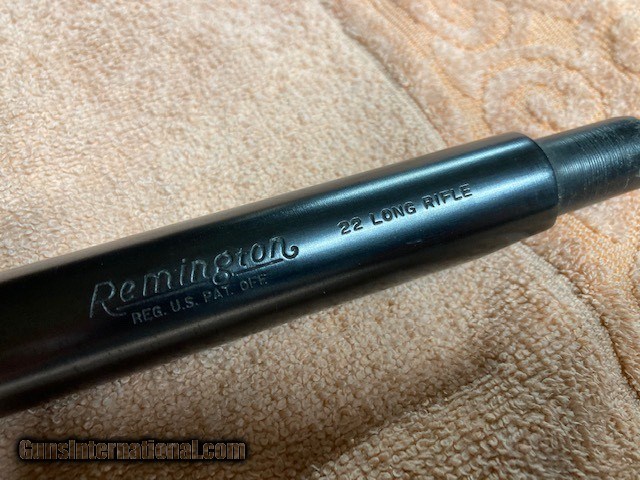 Remington
REG. U.S. PAT. OFF.
22 LONG RIFLE
GunsInternational.com